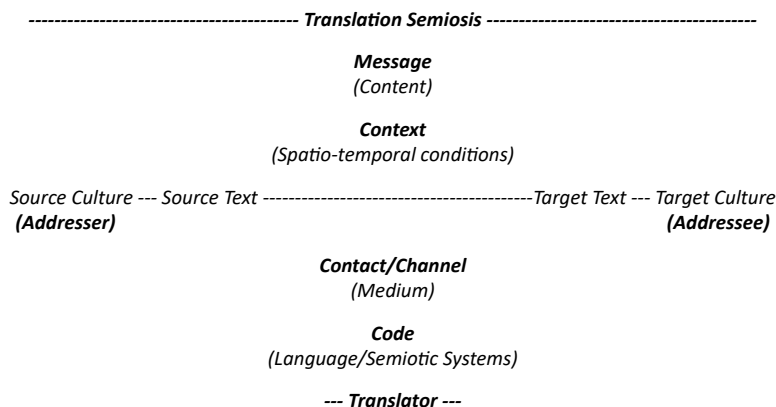 ----------------------------------------- Translation Semiosis -----------------------------------------
Message
(Content)
Context
(Spatio-temporal conditions)
Source Culture --- Source Text ------------------------------------------Target Text --- Target Culture
(Addresser) (Addressee)
Contact/Channel
(Medium)
Code
(Language/Semiotic Systems)
--- Translator ---